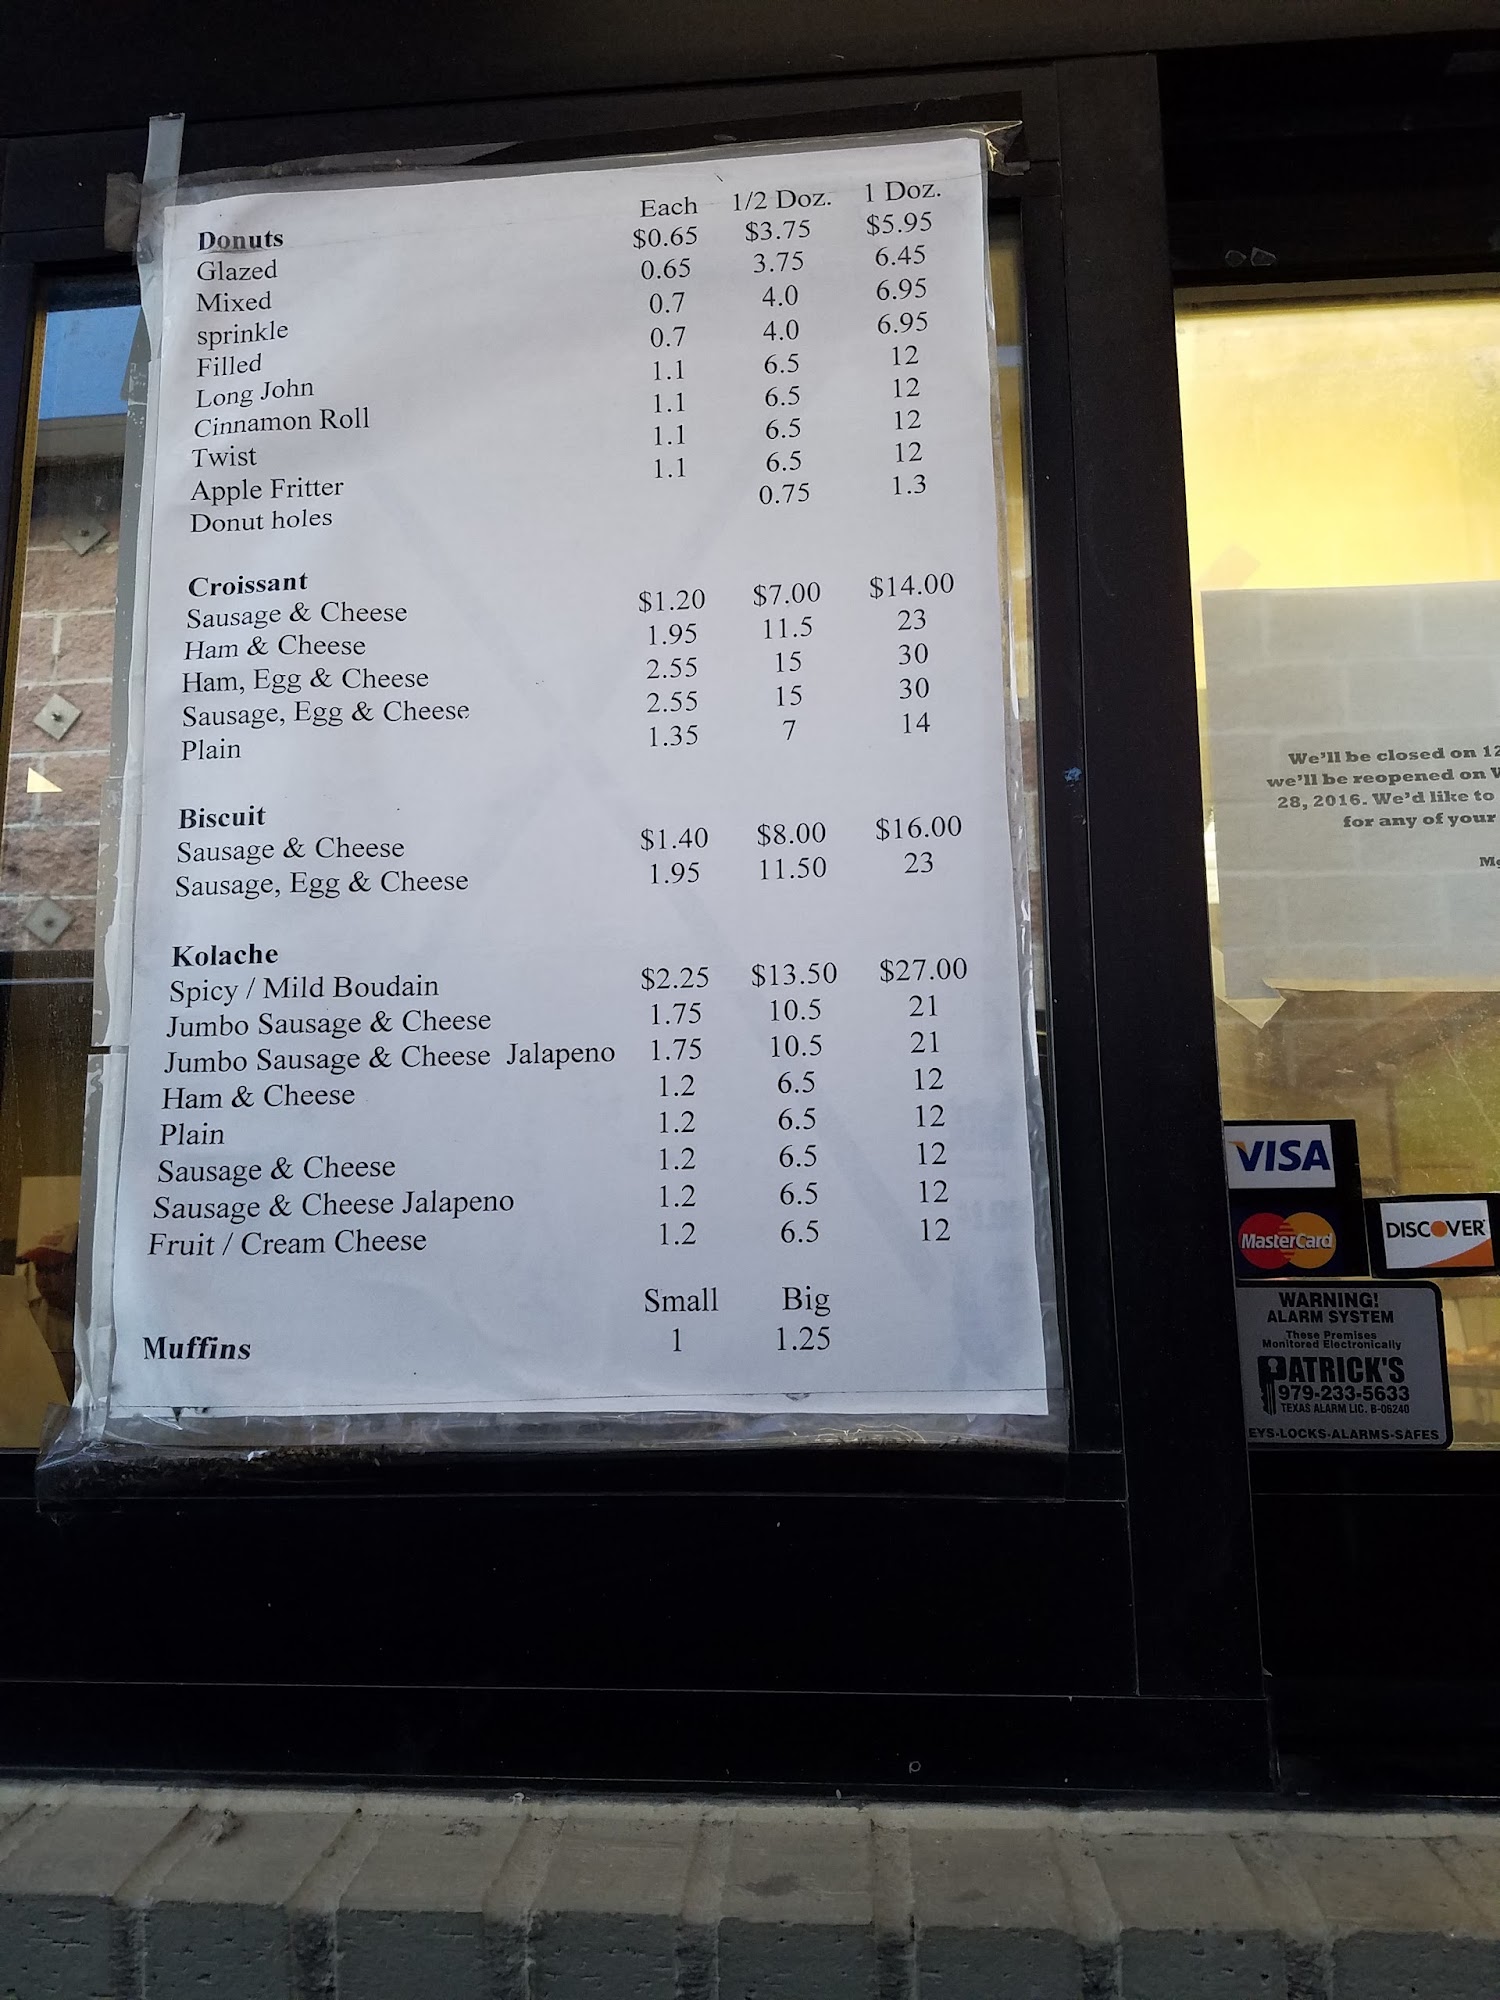 Donuts Each 1/2 Doz. 1 Doz.
Glazed $0.65 $3.75 $5.95
Mixed 0.65 3.75 6.45
sprinkle 0.7 4.0 6.95
Filled 0.7 4.0 6.95
Long John 1.1 6.5 12
Cinnamon Roll 1.1 6.5 12
Twist 1.1 6.5 12
Apple Fritter 1.1 6.5 12
Donut holes 0.75 1.3
Croissant
Sausage & Cheese $1.20 $7.00 $14.00
Ham & Cheese 1.95 11.5 23
Ham, Egg & Cheese 2.55 15 30
Sausage, Egg & Cheese 2.55 15 30
Plain 1.35 7 14
Biscuit
Sausage & Cheese $1.40 $8.00 $16.00
Sausage, Egg & Cheese 1.95 11.50 23
Kolache
Spicy / Mild Boudain $2.25 $13.50 $27.00
Jumbo Sausage & Cheese 1.75 10.5 21
Jumbo Sausage & Cheese Jalapeno 1.75 10.5 21
Ham & Cheese 1.2 6.5 12
Plain 1.2 6.5 12
Sausage & Cheese 1.2 6.5 12
Sausage & Cheese Jalapeno 1.2 6.5 12
Fruit / Cream Cheese 1.2 6.5 12
Small Big
Muffins 1 1.25
We'll be closed on 12
we'll be reopened on W
28, 2016. We'd like to
for any of your
VISA
MasterCard
DISCOVER
WARNING!
ALARM SYSTEM
These Premises
Monitored Electronically
PATRICK'S
979-233-5633
TEXAS ALARM LIC. B-06240
EYS-LOCKS-ALARMS-SAFES